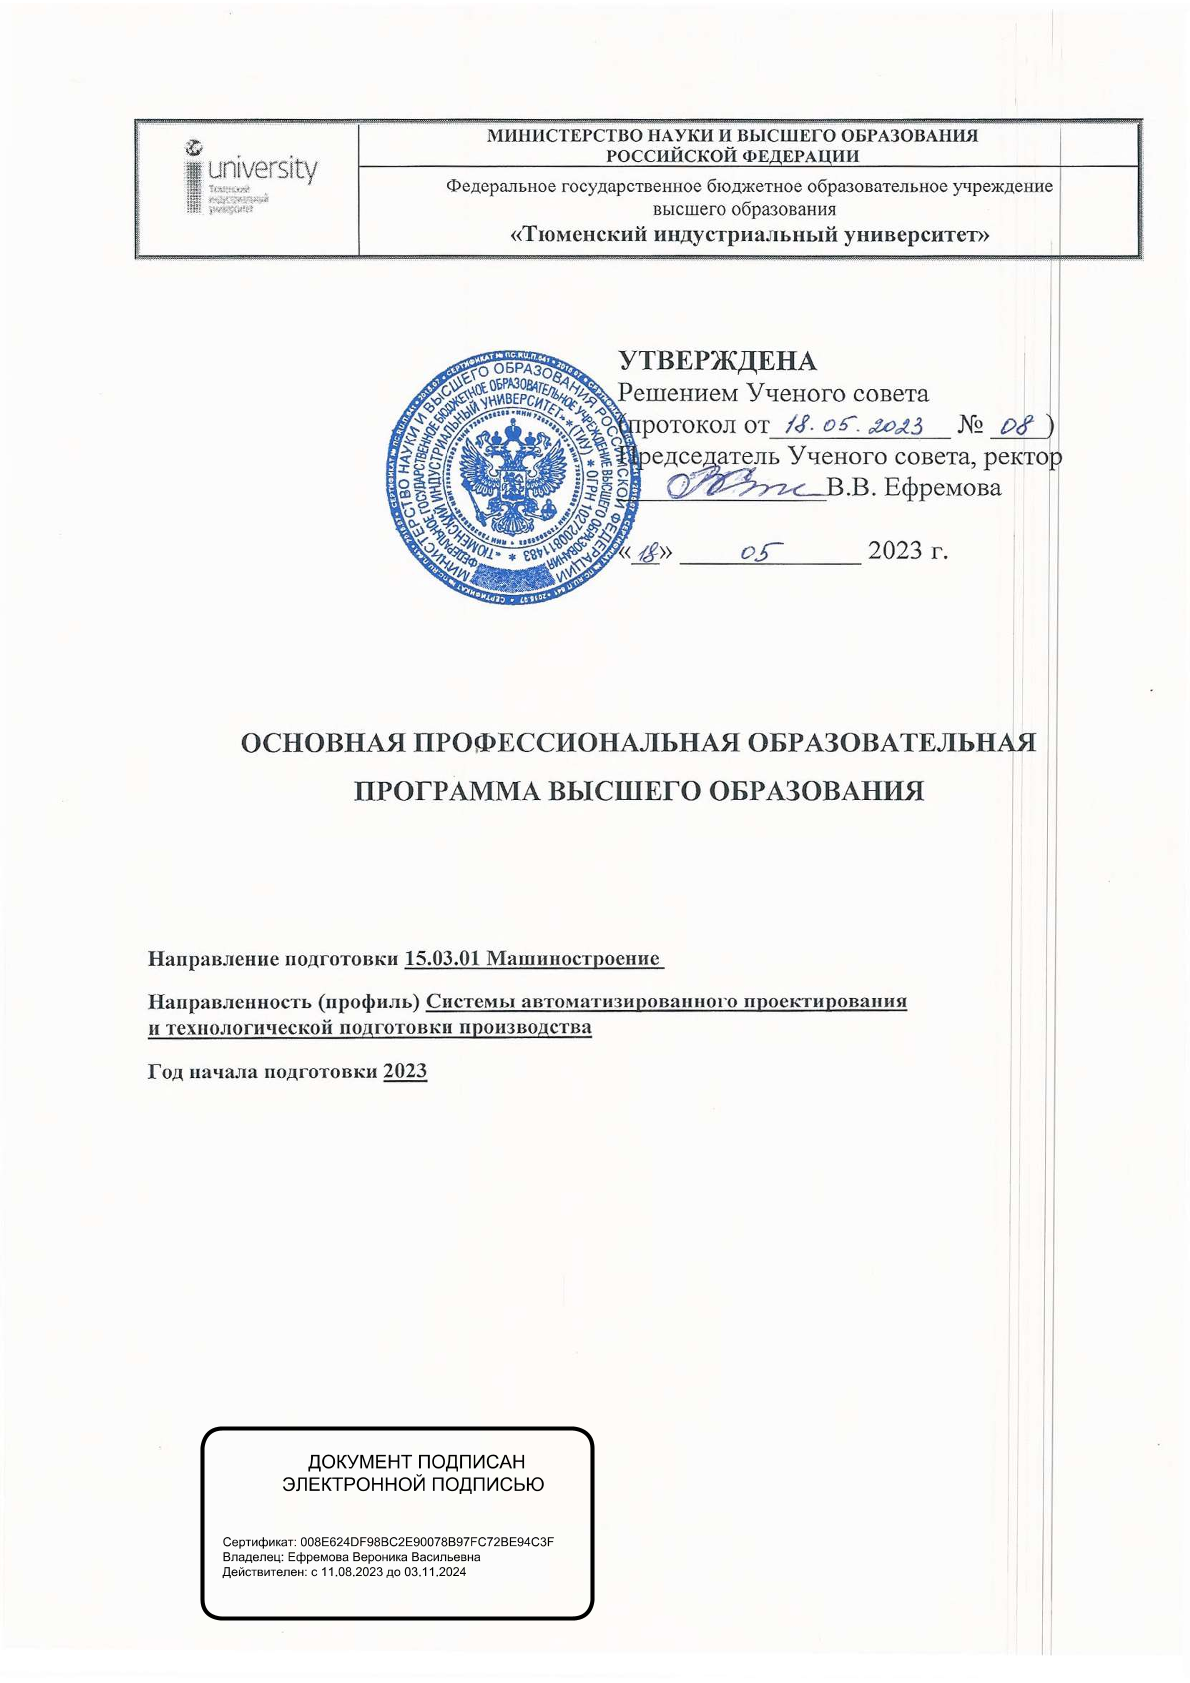 university
Тюменский
индустриальный
университет
МИНИСТЕРСТВО НАУКИ И ВЫСШЕГО ОБРАЗОВАНИЯ
РОССИЙСКОЙ ФЕДЕРАЦИИ
Федеральное государственное бюджетное образовательное учреждение
высшего образования
«Тюменский индустриальный университет»
УТВЕРЖДЕНА
Решением Ученого совета
(протокол от 18.05.2023 № 08)
Председатель Ученого совета, ректор
В.В. Ефремова
«18» 05 2023 г.
МИНИСТЕРСТВО НАУКИ И ВЫСШЕГО ОБРАЗОВАНИЯ РОССИЙСКОЙ ФЕДЕРАЦИИ
ФЕДЕРАЛЬНОЕ ГОСУДАРСТВЕННОЕ БЮДЖЕТНОЕ ОБРАЗОВАТЕЛЬНОЕ УЧРЕЖДЕНИЕ ВЫСШЕГО ОБРАЗОВАНИЯ
«ТЮМЕНСКИЙ ИНДУСТРИАЛЬНЫЙ УНИВЕРСИТЕТ» * (ТИУ) * ОГРН 1027200811483 *
ОСНОВНАЯ ПРОФЕССИОНАЛЬНАЯ ОБРАЗОВАТЕЛЬНАЯ
ПРОГРАММА ВЫСШЕГО ОБРАЗОВАНИЯ
Направление подготовки 15.03.01 Машиностроение
Направленность (профиль) Системы автоматизированного проектирования
и технологической подготовки производства
Год начала подготовки 2023
ДОКУМЕНТ ПОДПИСАН
ЭЛЕКТРОННОЙ ПОДПИСЬЮ
Сертификат: 008E624DF98BC2E90078B97FC72BE94C3F
Владелец: Ефремова Вероника Васильевна
Действителен: с 11.08.2023 до 03.11.2024